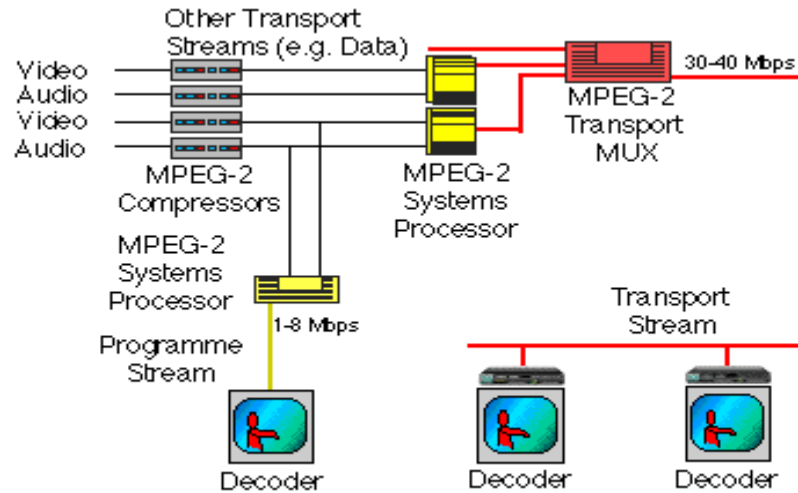 Other Transport
Streams (e.g. Data)
Video
Audio
Video
Audio
30-40 Mbps
MPEG-2
Transport
MUX
MPEG-2
Compressors
MPEG-2
Systems
Processor
MPEG-2
Systems
Processor
1-8 Mbps
Programme
Stream
Transport
Stream
Decoder
Decoder
Decoder